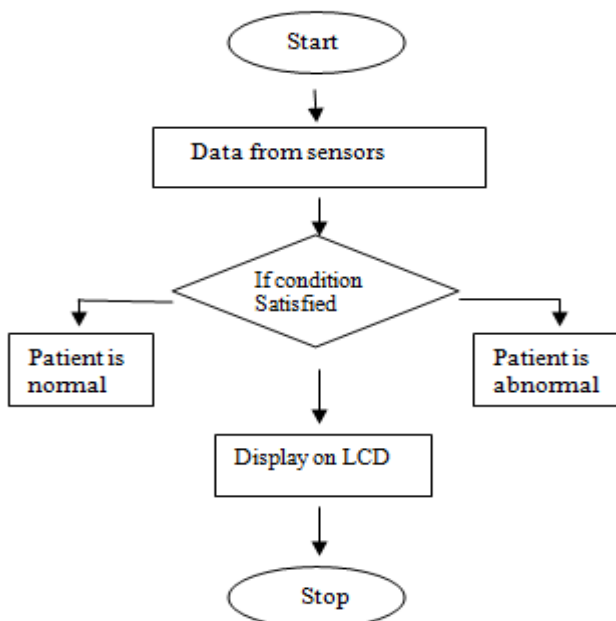 Start
Data from sensors
If condition
Satisfied
Patient is
normal
Patient is
abnormal
Display on LCD
Stop